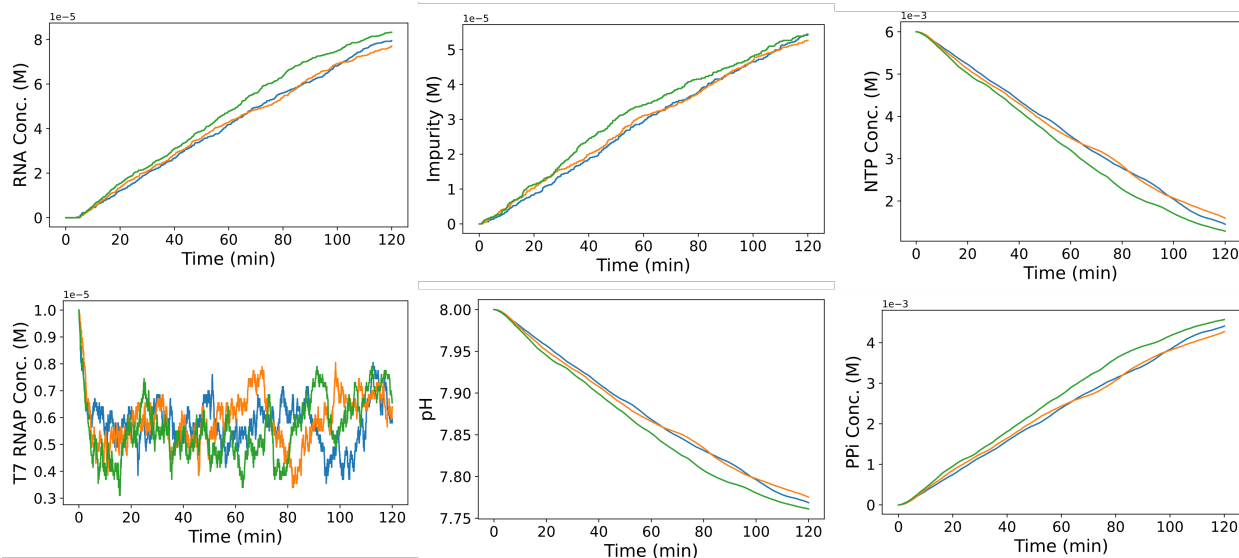 1e−5
RNA Conc. (M)
8
6
4
2
0
0 20 40 60 80 100 120
Time (min)
1e−5
Impurity (M)
5
4
3
2
1
0
0 20 40 60 80 100 120
Time (min)
1e−3
NTP Conc. (M)
6
5
4
3
2
0 20 40 60 80 100 120
Time (min)
1e−5
T7 RNAP Conc. (M)
1.0
0.9
0.8
0.7
0.6
0.5
0.4
0.3
0 20 40 60 80 100 120
Time (min)
pH
8.00
7.95
7.90
7.85
7.80
7.75
0 20 40 60 80 100 120
Time (min)
1e−3
PPi Conc. (M)
4
3
2
1
0
0 20 40 60 80 100 120
Time (min)